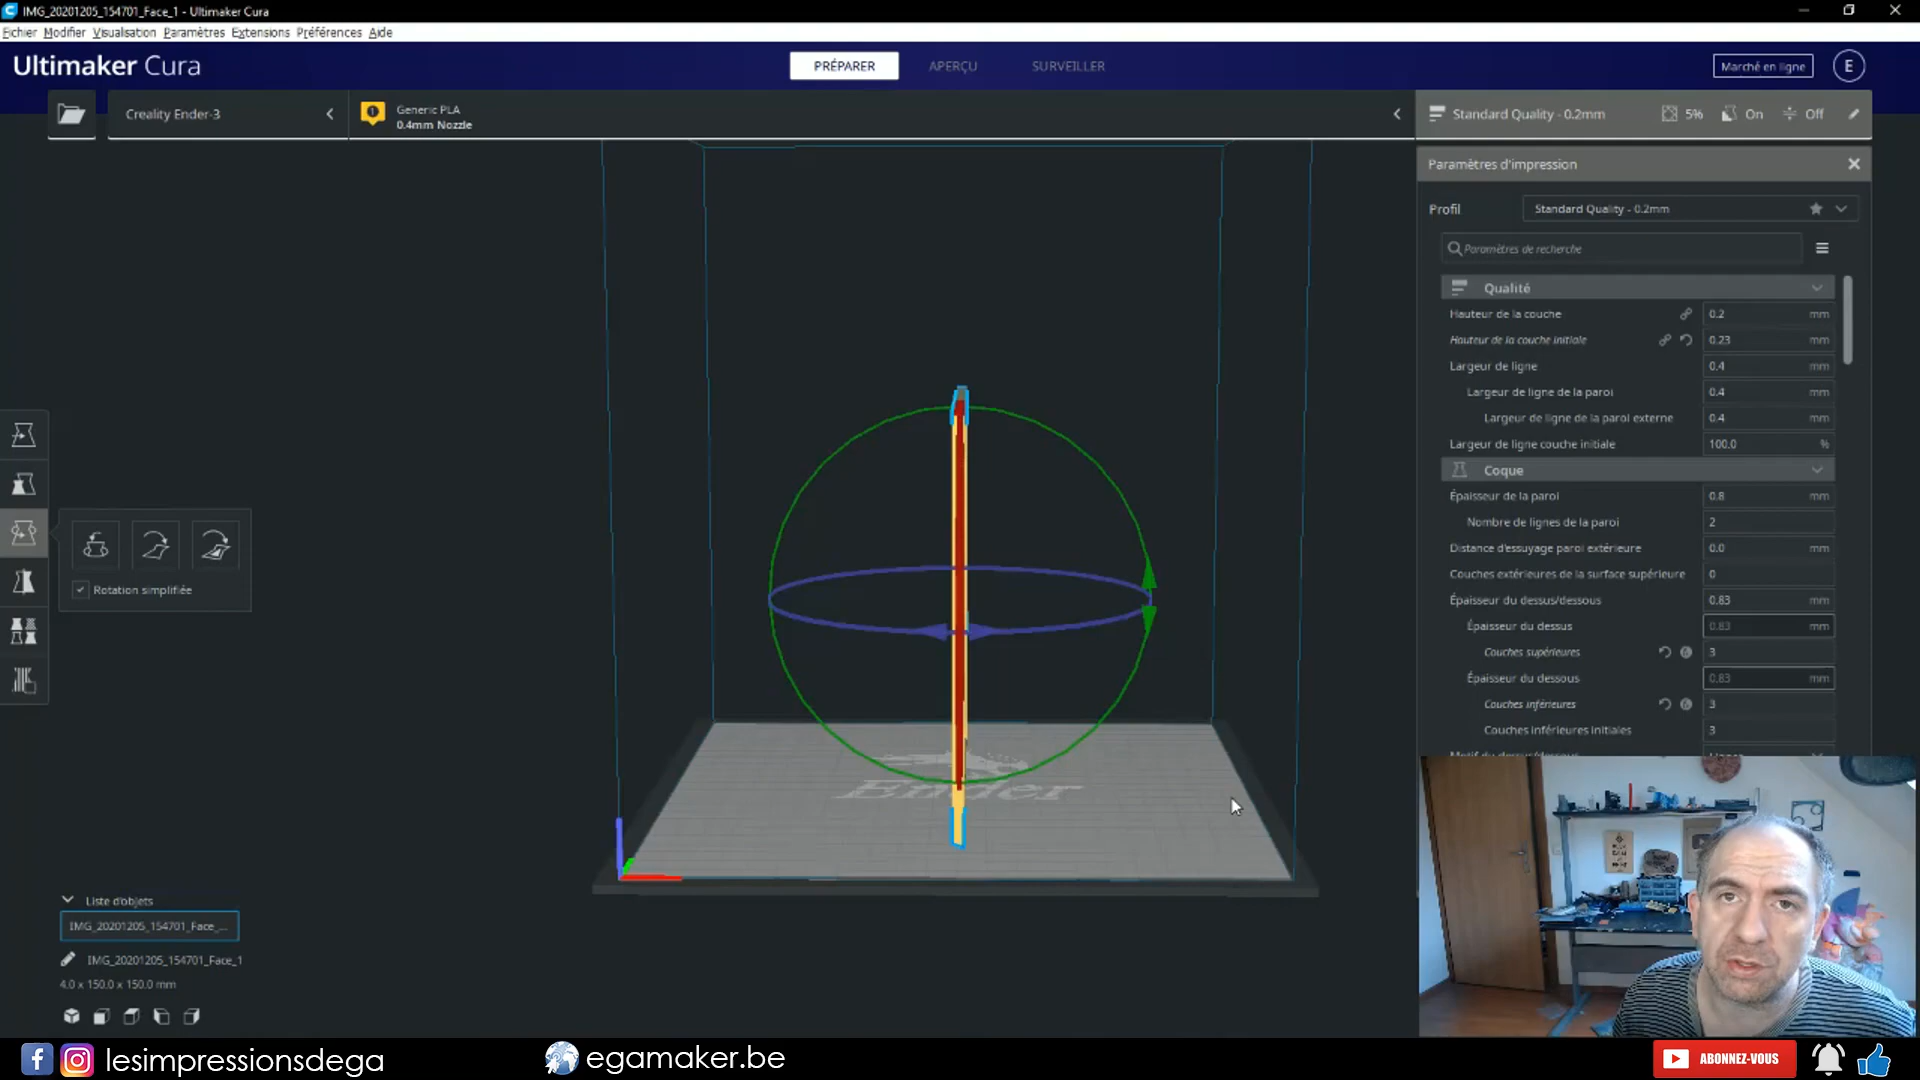 IMG_20201205_154701_Face_1 - Ultimaker Cura
Fichier Modifier Visualisation Paramètres Extensions Préférences Aide
Ultimaker Cura
PRÉPARER
APERÇU
SURVEILLER
Marché en ligne
E
Creality Ender-3
1
Generic PLA
0.4mm Nozzle
Standard Quality - 0.2mm
5%
On
Off
Paramètres d'impression
Profil
Standard Quality - 0.2mm
Paramètres de recherche
Qualité
Hauteur de la couche 0.2 mm
Hauteur de la couche initiale 0.23 mm
Largeur de ligne 0.4 mm
Largeur de ligne de la paroi 0.4 mm
Largeur de ligne de la paroi externe 0.4 mm
Largeur de ligne couche initiale 100.0 %
Coque
Épaisseur de la paroi 0.8 mm
Nombre de lignes de la paroi 2
Distance d'essuyage paroi extérieure 0.0 mm
Couches extérieures de la surface supérieure 0
Épaisseur du dessus/dessous 0.83 mm
Épaisseur du dessus 0.83 mm
Couches supérieures 3
Épaisseur du dessous 0.83 mm
Couches inférieures 3
Couches inférieures initiales 3
Rotation simplifiée
Ender
Liste d'objets
IMG_20201205_154701_Face_...
IMG_20201205_154701_Face_1
4.0 x 150.0 x 150.0 mm
lesimpressionsdega
egamaker.be
ABONNEZ-VOUS